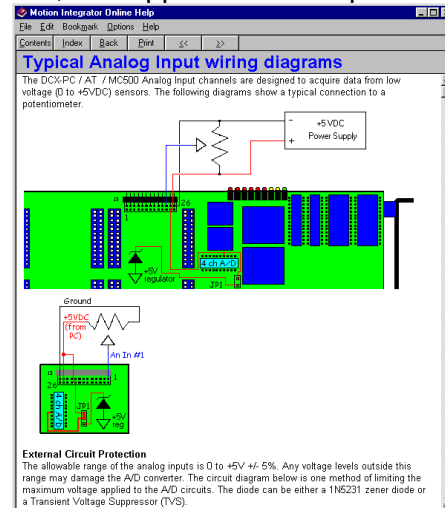 Motion Integrator Online Help
File Edit Bookmark Options Help
Contents Index Back Print << >>
Typical Analog Input wiring diagrams
The DCX-PC / AT / MC500 Analog Input channels are designed to acquire data from low
voltage (0 to +5VDC) sensors. The following diagrams show a typical connection to a
potentiometer.
- +5 VDC
+ Power Supply
26
1
+5V
regulator
4 ch A/D
JP1
Ground
+5VDC
(from
PC)
An In #1
26
1
4 ch A/D
JP1
+5V
reg
External Circuit Protection
The allowable range of the analog inputs is 0 to +5V +/- 5%. Any voltage levels outside this
range may damage the A/D converter. The circuit diagram below is one method of limiting the
maximum voltage applied to the A/D circuits. The diode can be either a 1N5231 zener diode or
a Transient Voltage Suppressor (TVS).